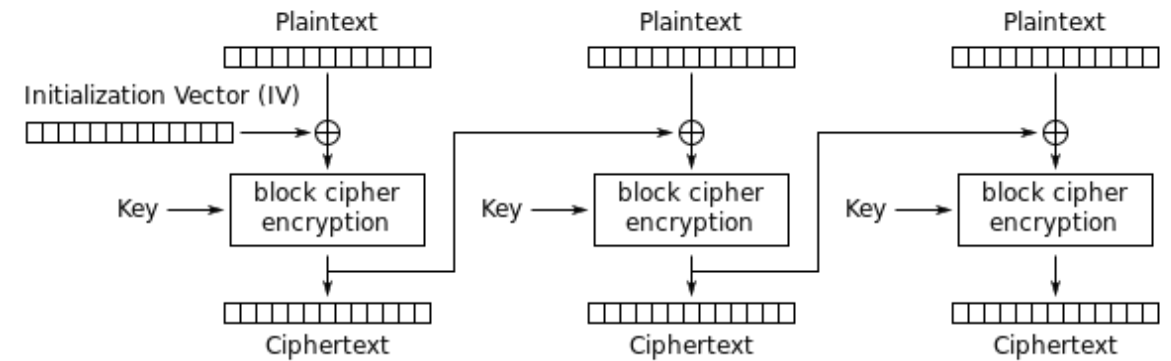 Plaintext
Plaintext
Plaintext
Initialization Vector (IV)
Key
block cipher
encryption
Key
block cipher
encryption
Key
block cipher
encryption
Ciphertext
Ciphertext
Ciphertext